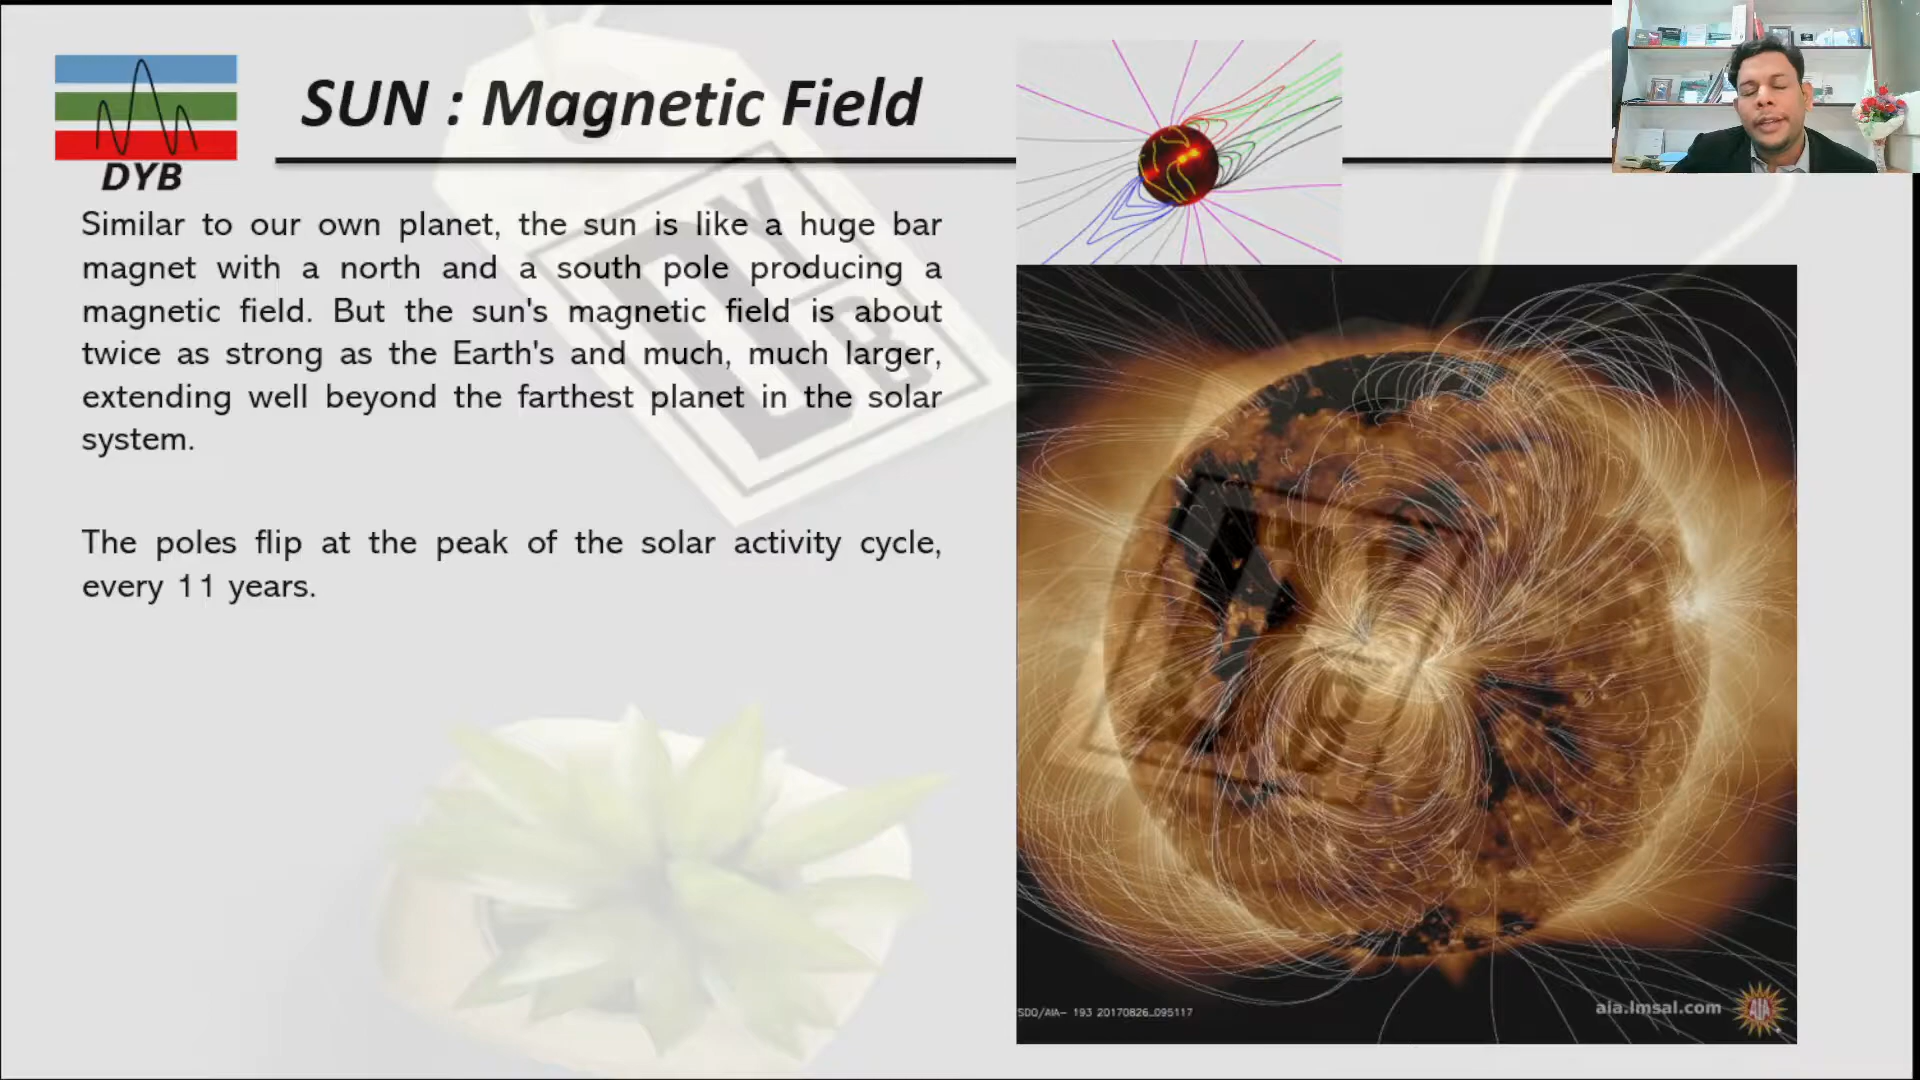 SUN : Magnetic Field
DYB
Similar to our own planet, the sun is like a huge bar
magnet with a north and a south pole producing a
magnetic field. But the sun's magnetic field is about
twice as strong as the Earth's and much, much larger,
extending well beyond the farthest planet in the solar
system.
The poles flip at the peak of the solar activity cycle,
every 11 years.
DYB
SDO/AIA- 193 20170826_095117
aia.lmsal.com
AIA